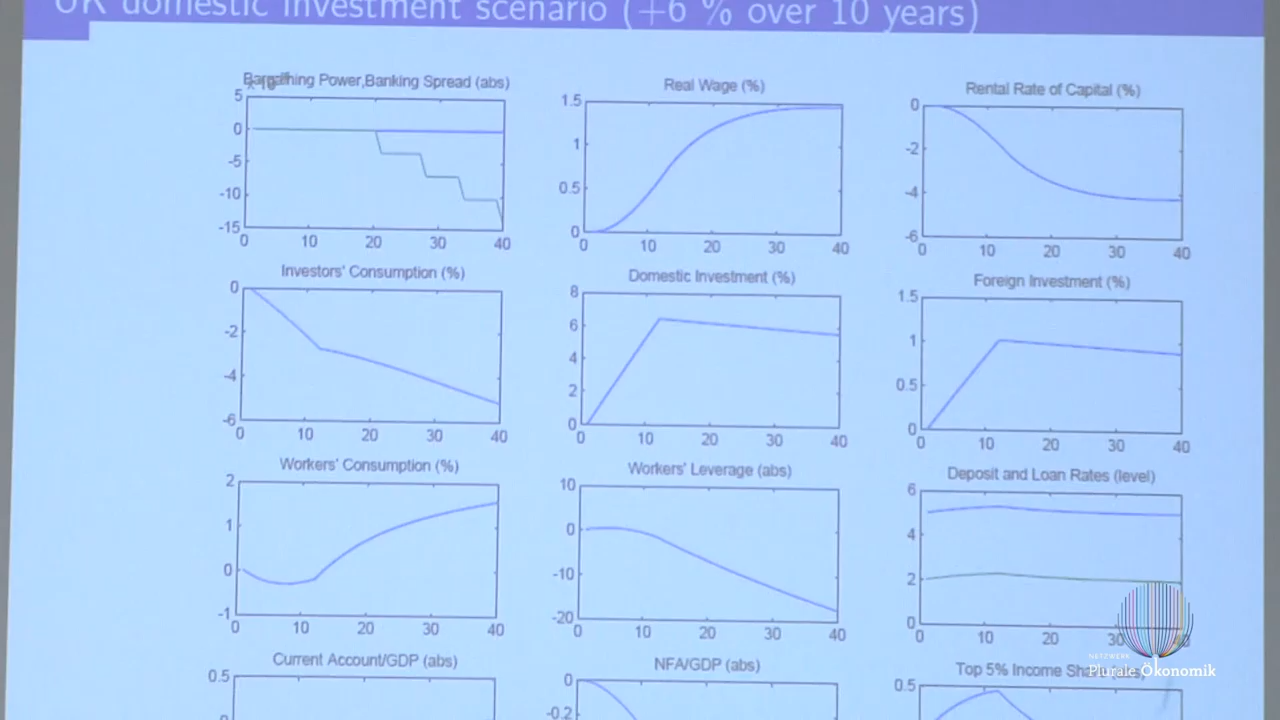 UK domestic investment scenario (+6 % over 10 years)
Bargaining Power,Banking Spread (abs)
Real Wage (%)
Rental Rate of Capital (%)
5
0
-5
-10
-15
0 10 20 30 40
1.5
1
0.5
0
0 10 20 30 40
0
-2
-4
-6
0 10 20 30 40
Investors' Consumption (%)
Domestic Investment (%)
Foreign Investment (%)
0
-2
-4
-6
0 10 20 30 40
8
6
4
2
0
0 10 20 30 40
1.5
1
0.5
0
0 10 20 30 40
Workers' Consumption (%)
Workers' Leverage (abs)
Deposit and Loan Rates (level)
2
1
0
-1
0 10 20 30 40
10
0
-10
-20
0 10 20 30 40
6
4
2
0
0 10 20 30
Current Account/GDP (abs)
NFA/GDP (abs)
Top 5% Income
0.5
0
-0.2
0.5
NETZWERK
Plurale Ökonomik